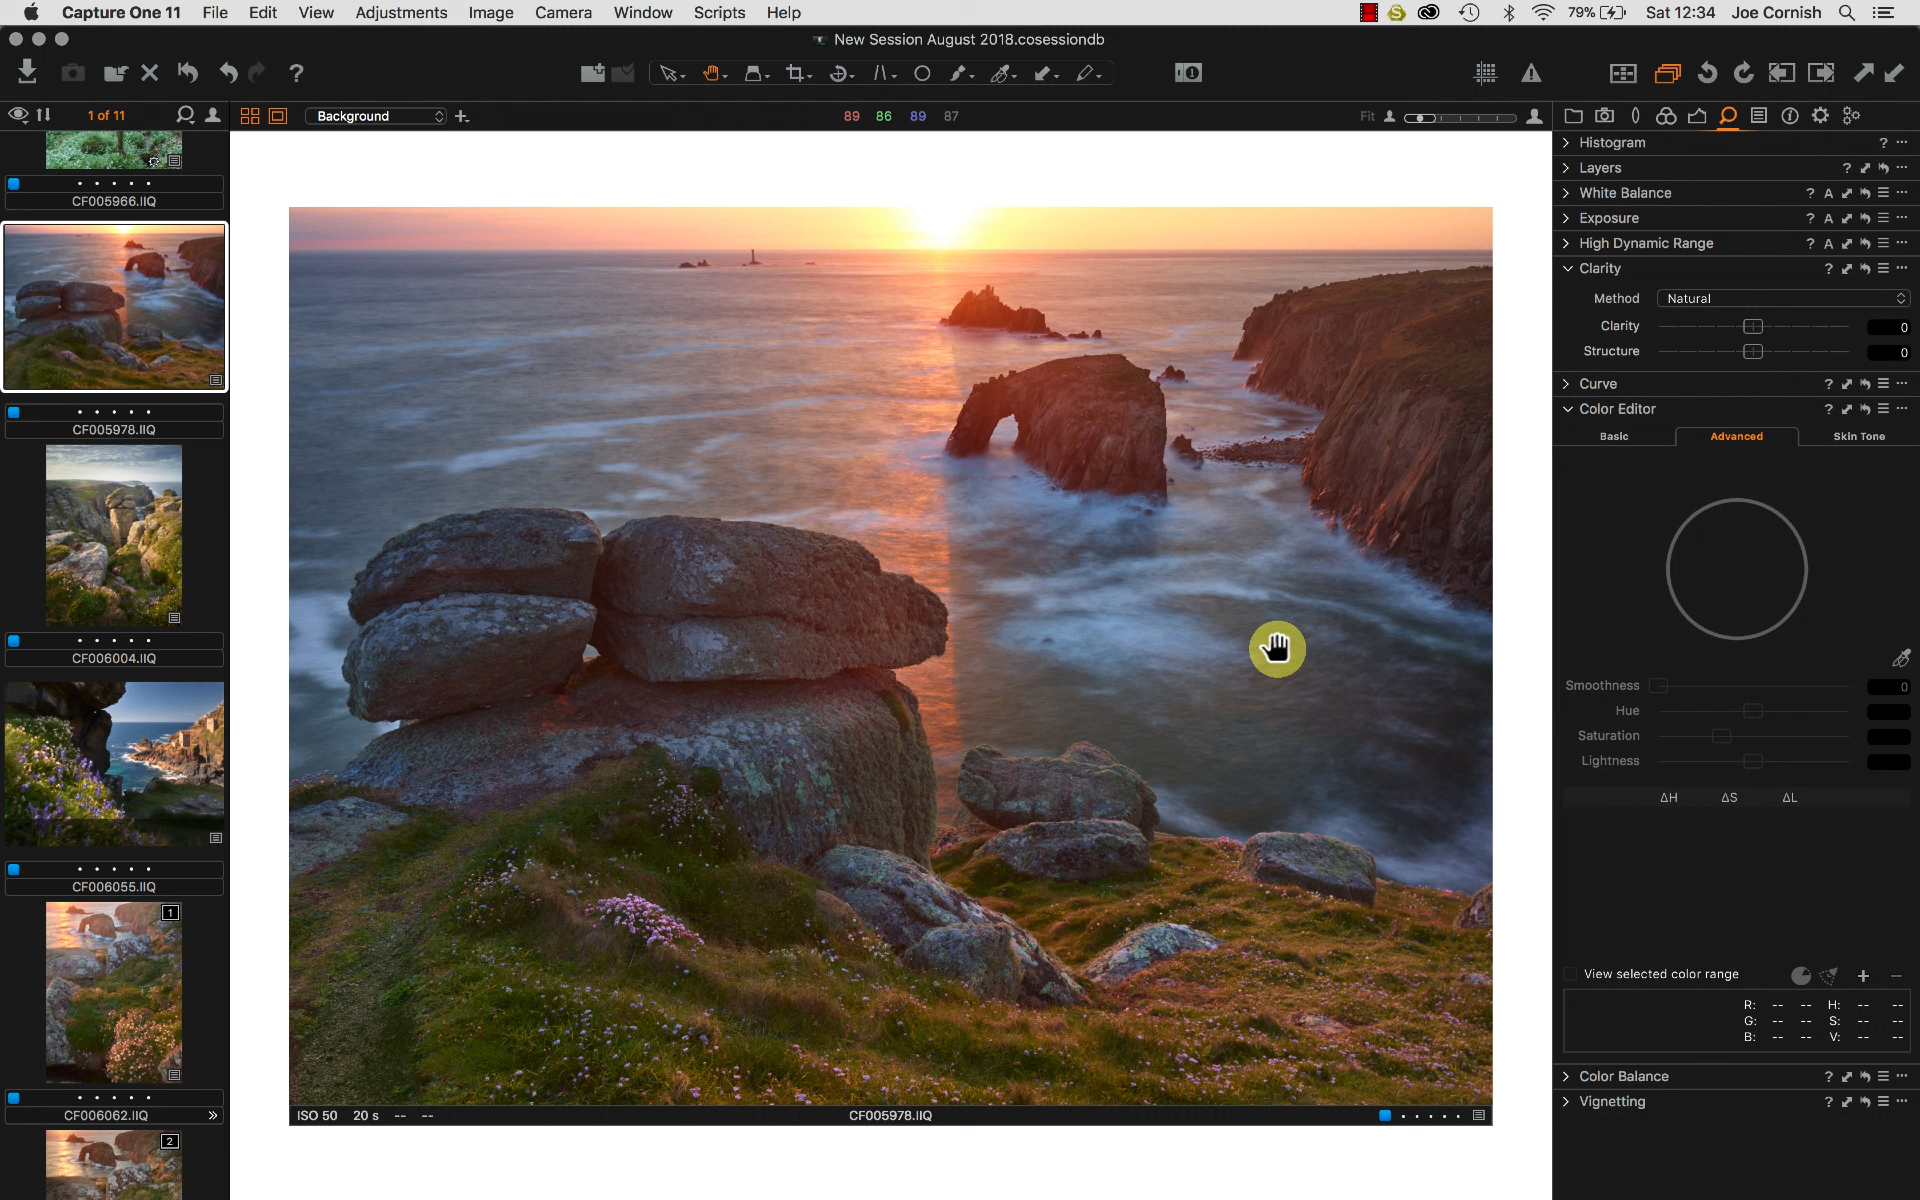 Capture One 11 File Edit View Adjustments Image Camera Window Scripts Help 79% Sat 12:34 Joe Cornish
New Session August 2018.cosessiondb
?
1 of 11 Background 89 86 89 87 Fit
Histogram ? ...
Layers ? ...
White Balance ? A ...
Exposure ? A ...
High Dynamic Range ? A ...
Clarity ? ...
Method Natural
Clarity 0
Structure 0
Curve ? ...
Color Editor ? ...
Basic Advanced Skin Tone
Smoothness 0
Hue
Saturation
Lightness
ΔH ΔS ΔL
View selected color range + −
R: -- -- H: -- --
G: -- -- S: -- --
B: -- -- V: -- --
Color Balance ? ...
Vignetting ? ...
CF005966.IIQ
CF005978.IIQ
CF006004.IIQ
CF006055.IIQ
1
CF006062.IIQ »
2
ISO 50 20 s -- -- CF005978.IIQ